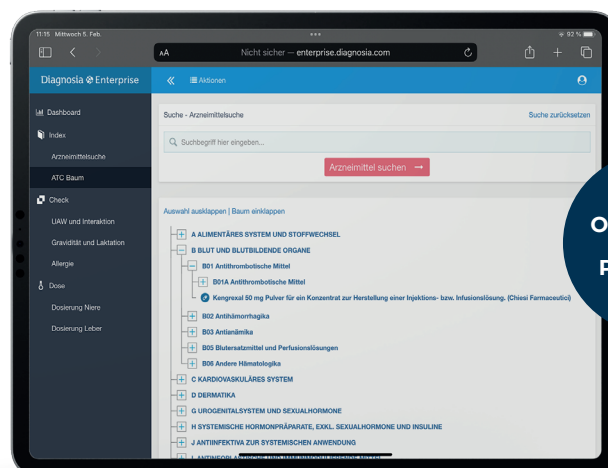 11:15 Mittwoch 5. Feb.
92 %
AA
Nicht sicher — enterprise.diagnosia.com
Diagnosia Enterprise
Aktionen
Dashboard
Index
Arzneimittelsuche
ATC Baum
Check
UAW und Interaktion
Gravidität und Laktation
Allergie
Dose
Dosierung Niere
Dosierung Leber
Suche - Arzneimittelsuche
Suche zurücksetzen
Suchbegriff hier eingeben...
Arzneimittel suchen →
Auswahl ausklappen | Baum einklappen
A ALIMENTÄRES SYSTEM UND STOFFWECHSEL
B BLUT UND BLUTBILDENDE ORGANE
B01 Antithrombotische Mittel
B01A Antithrombotische Mittel
Kengrexal 50 mg Pulver für ein Konzentrat zur Herstellung einer Injektions- bzw. Infusionslösung. (Chiesi Farmaceutici)
B02 Antihämorrhagika
B03 Antianämika
B05 Blutersatzmittel und Perfusionslösungen
B06 Andere Hämatologika
C KARDIOVASKULÄRES SYSTEM
D DERMATIKA
G UROGENITALSYSTEM UND SEXUALHORMONE
H SYSTEMISCHE HORMONPRÄPARATE, EXKL. SEXUALHORMONE UND INSULINE
J ANTIINFEKTIVA ZUR SYSTEMISCHEN ANWENDUNG
L ANTINEOPLASTISCHE UND IMMUNMODULIERENDE MITTEL
O
P